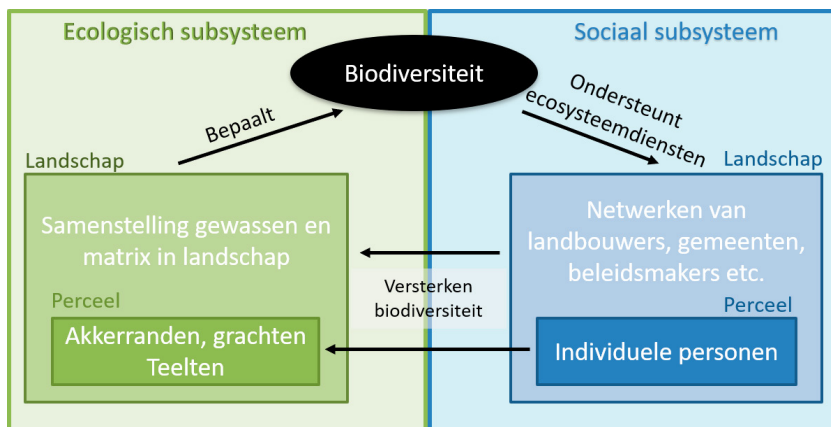 Ecologisch subsysteem
Sociaal subsysteem
Biodiversiteit
Bepaalt
Ondersteunt
ecosysteemdiensten
Landschap
Samenstelling gewassen en
matrix in landschap
Perceel
Akkerranden, grachten
Teelten
Versterken
biodiversiteit
Landschap
Netwerken van
landbouwers, gemeenten,
beleidsmakers etc.
Perceel
Individuele personen